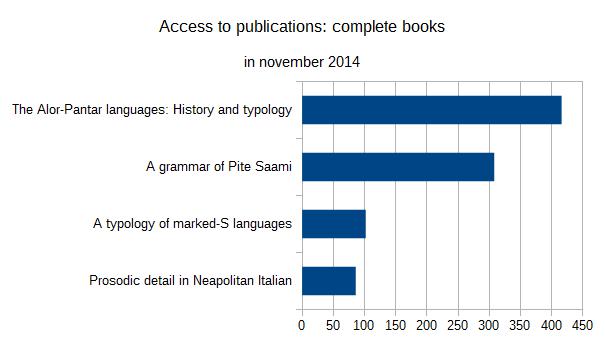 Access to publications: complete books
in november 2014
The Alor-Pantar languages: History and typology
A grammar of Pite Saami
A typology of marked-S languages
Prosodic detail in Neapolitan Italian
0 50 100 150 200 250 300 350 400 450